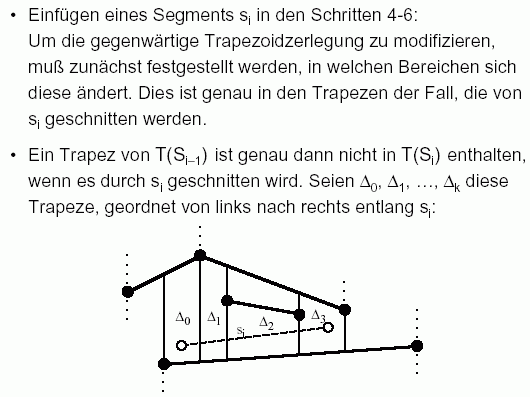 • Einfügen eines Segments sᵢ in den Schritten 4-6:
Um die gegenwärtige Trapezoidzerlegung zu modifizieren,
muß zunächst festgestellt werden, in welchen Bereichen sich
diese ändert. Dies ist genau in den Trapezen der Fall, die von
sᵢ geschnitten werden.
• Ein Trapez von T(Sᵢ₋₁) ist genau dann nicht in T(Sᵢ) enthalten,
wenn es durch sᵢ geschnitten wird. Seien Δ₀, Δ₁, …, Δₖ diese
Trapeze, geordnet von links nach rechts entlang sᵢ:
Δ₀ Δ₁ sᵢ Δ₂ Δ₃